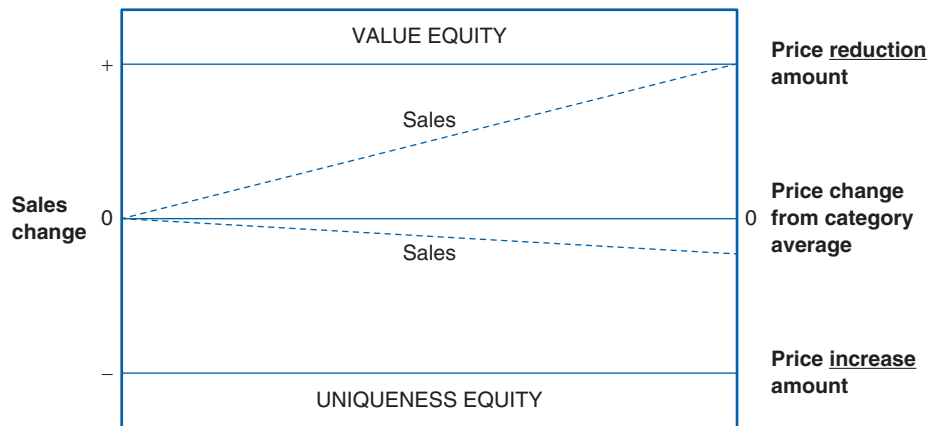 VALUE EQUITY
Price reduction
amount
+
Sales
Sales
change
0
0
Price change
from category
average
Sales
–
Price increase
amount
UNIQUENESS EQUITY